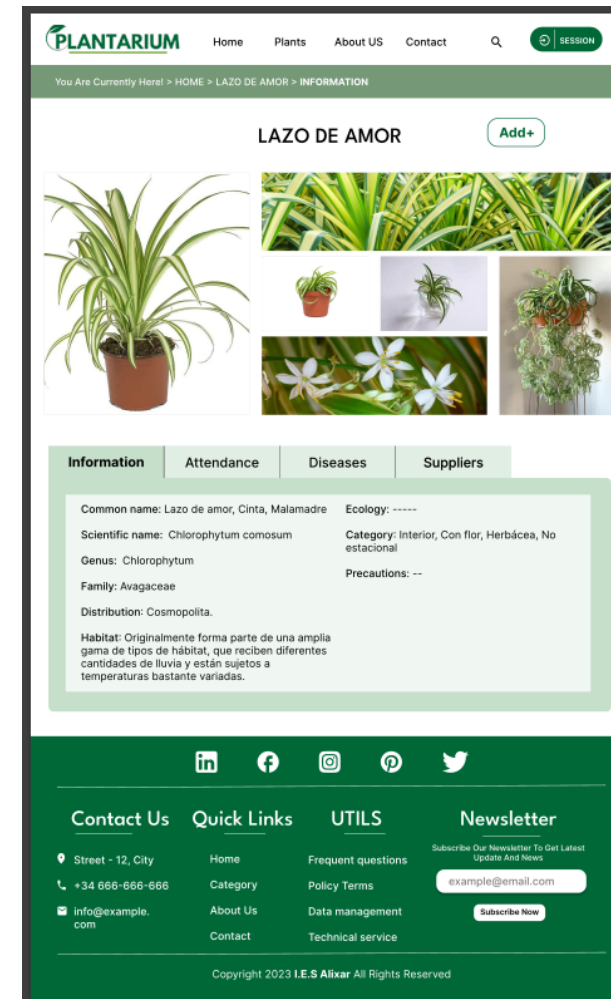 PLANTARIUM
Home Plants About US Contact SESSION
You Are Currently Here! > HOME > LAZO DE AMOR > INFORMATION
LAZO DE AMOR
Add+
Information Attendance Diseases Suppliers
Common name: Lazo de amor, Cinta, Malamadre
Scientific name: Chlorophytum comosum
Genus: Chlorophytum
Family: Avagaceae
Distribution: Cosmopolita.
Habitat: Originalmente forma parte de una amplia
gama de tipos de hábitat, que reciben diferentes
cantidades de lluvia y están sujetos a
temperaturas bastante variadas.
Ecology: -----
Category: Interior, Con flor, Herbácea, No
estacional
Precautions: --
Contact Us
Street - 12, City
+34 666-666-666
info@example.
com
Quick Links
Home
Category
About Us
Contact
UTILS
Frequent questions
Policy Terms
Data management
Technical service
Newsletter
Subscribe Our Newsletter To Get Latest
Update And News
example@email.com
Subscribe Now
Copyright 2023 I.E.S Alixar All Rights Reserved